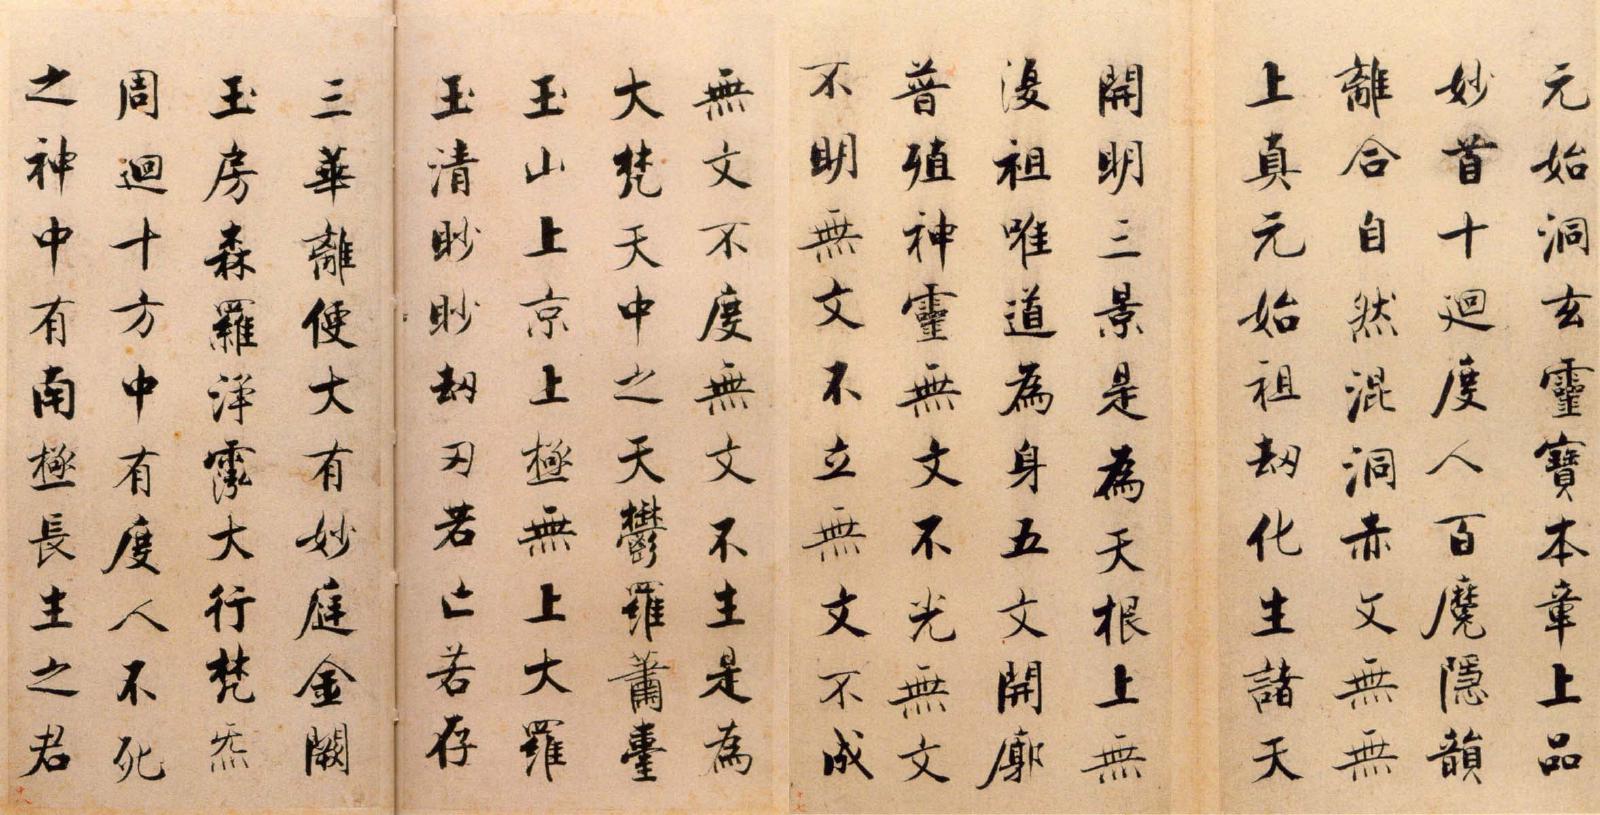 元始洞玄靈寶本章上品
妙首十迴度人百魔隱韻
離合自然混洞赤文無無
上真元始祖劫化生諸天
開明三景是為天根上無
復祖唯道為身五文開廓
普殖神靈無文不光無文
不明無文不立無文不成
無文不度無文不生是為
大梵天中之天鬱羅蕭臺
玉山上京上極無上大羅
玉清眇眇劫刃若亡若存
三華離便大有妙庭金闕
玉房森羅淨霐大行梵炁
周迴十方中有度人不死
之神中有南極長生之君